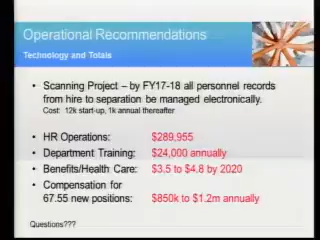 Operational Recommendations
Technology and Totals
• Scanning Project – by FY17-18 all personnel records
from hire to separation be managed electronically.
Cost: 12k start-up, 1k annual thereafter
• HR Operations: $289,955
• Department Training: $24,000 annually
• Benefits/Health Care: $3.5 to $4.8 by 2020
• Compensation for
67.55 new positions: $850k to $1.2m annually
Questions???